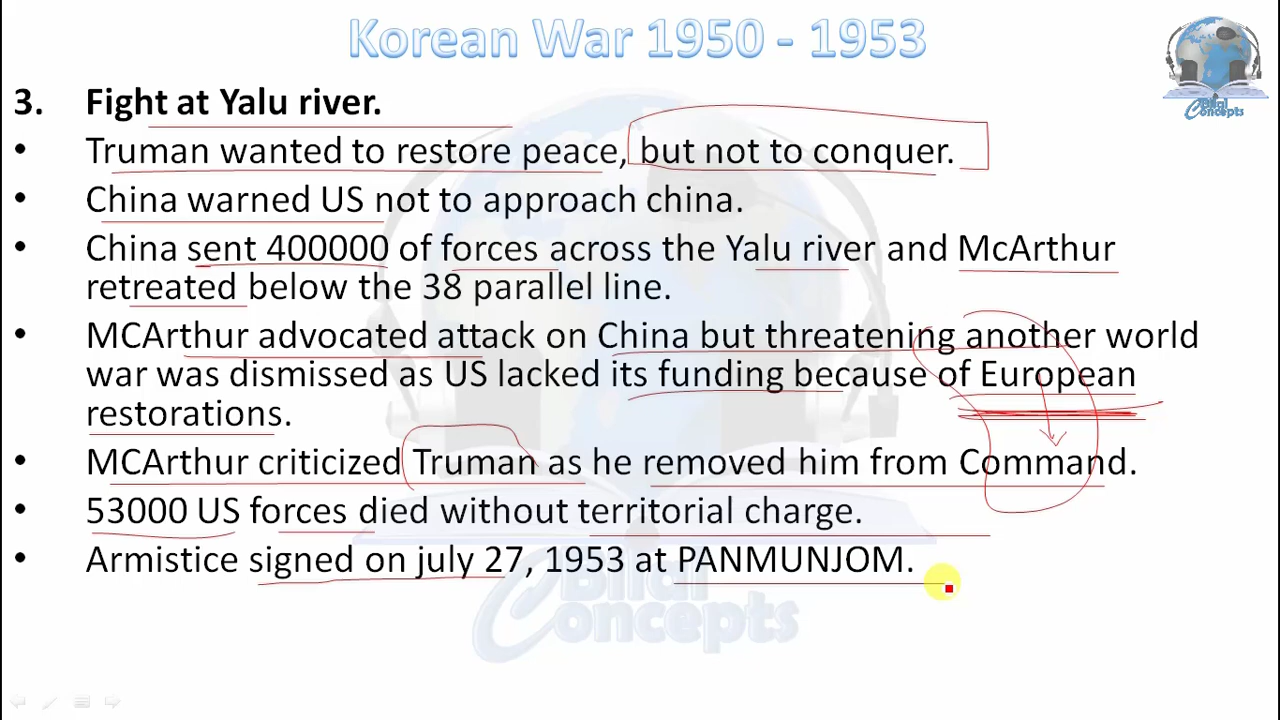 Korean War 1950 - 1953
Bilal
Concepts
3. Fight at Yalu river.
• Truman wanted to restore peace, but not to conquer.
• China warned US not to approach china.
• China sent 400000 of forces across the Yalu river and McArthur
retreated below the 38 parallel line.
• MCArthur advocated attack on China but threatening another world
war was dismissed as US lacked its funding because of European
restorations.
• MCArthur criticized Truman as he removed him from Command.
• 53000 US forces died without territorial charge.
• Armistice signed on july 27, 1953 at PANMUNJOM.
Bilal
Concepts